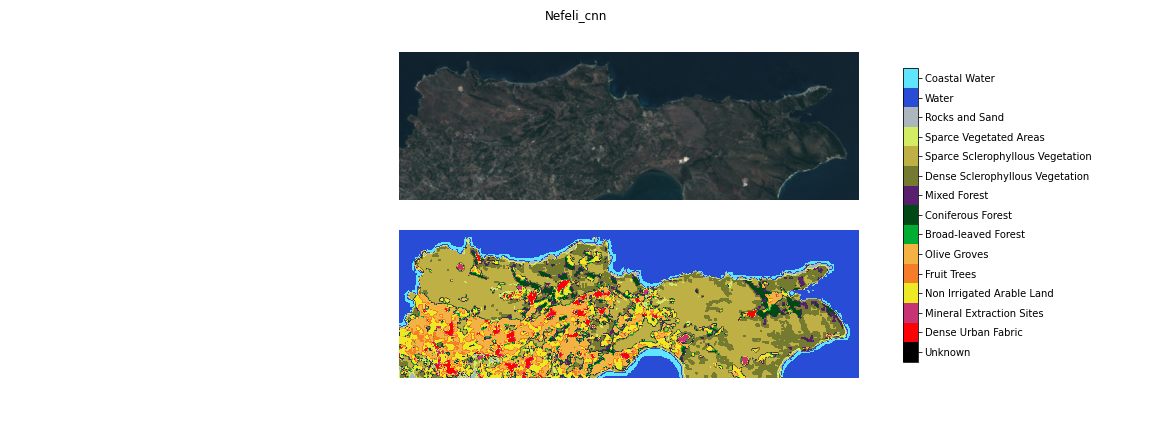 Nefeli_cnn
Coastal Water
Water
Rocks and Sand
Sparce Vegetated Areas
Sparce Sclerophyllous Vegetation
Dense Sclerophyllous Vegetation
Mixed Forest
Coniferous Forest
Broad-leaved Forest
Olive Groves
Fruit Trees
Non Irrigated Arable Land
Mineral Extraction Sites
Dense Urban Fabric
Unknown